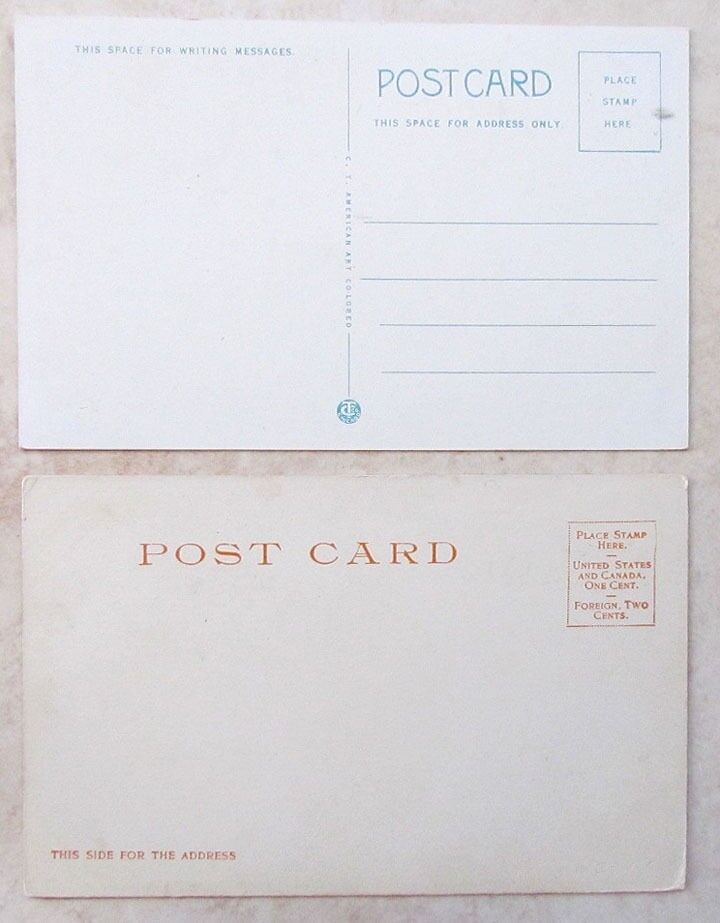 THIS SPACE FOR WRITING MESSAGES.
POST CARD
THIS SPACE FOR ADDRESS ONLY.
PLACE
STAMP
HERE
C. T. AMERICAN ART COLORED
POST CARD
PLACE STAMP
HERE.
UNITED STATES
AND CANADA,
ONE CENT.
FOREIGN, TWO
CENTS.
THIS SIDE FOR THE ADDRESS